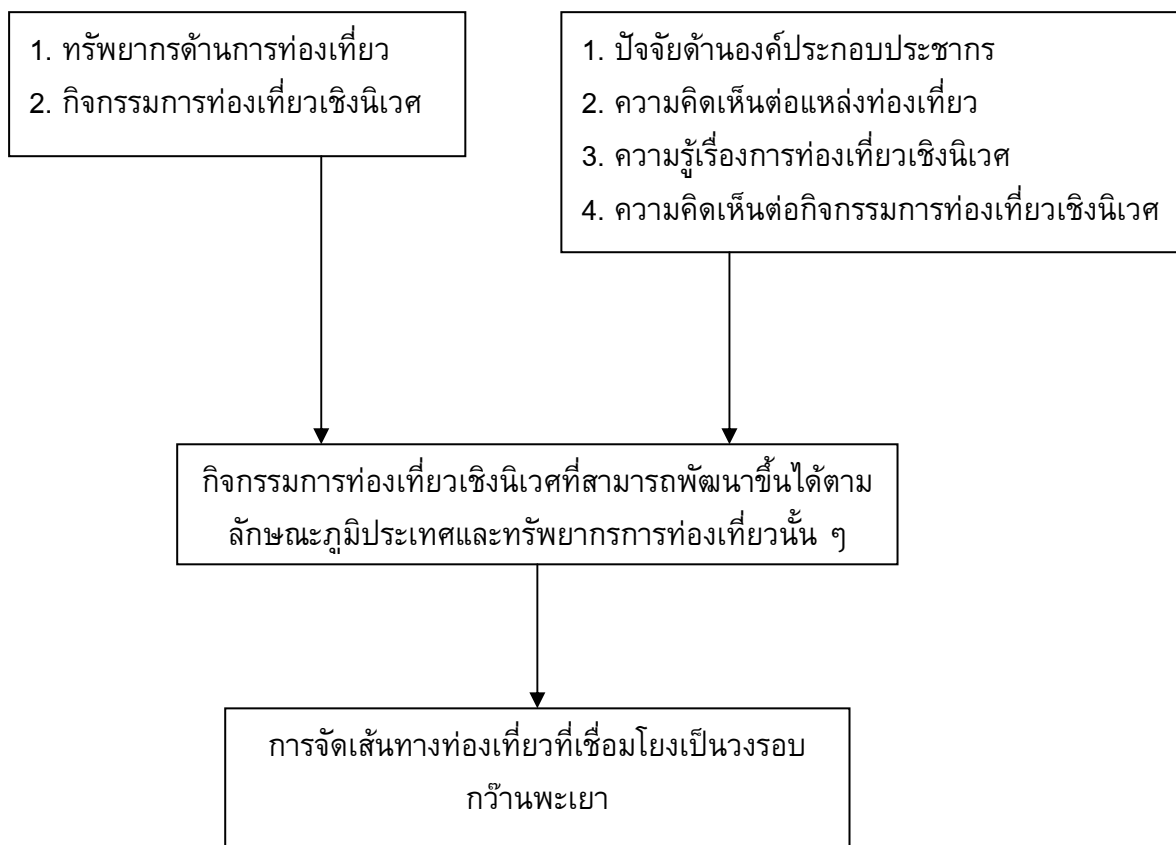 1. ทรัพยากรด้านการท่องเที่ยว
2. กิจกรรมการท่องเที่ยวเชิงนิเวศ
1. ปัจจัยด้านองค์ประกอบประชากร
2. ความคิดเห็นต่อแหล่งท่องเที่ยว
3. ความรู้เรื่องการท่องเที่ยวเชิงนิเวศ
4. ความคิดเห็นต่อกิจกรรมการท่องเที่ยวเชิงนิเวศ
กิจกรรมการท่องเที่ยวเชิงนิเวศที่สามารถพัฒนาขึ้นได้ตาม
ลักษณะภูมิประเทศและทรัพยากรการท่องเที่ยวนั้น ๆ
การจัดเส้นทางท่องเที่ยวที่เชื่อมโยงเป็นวงรอบ
กว๊านพะเยา